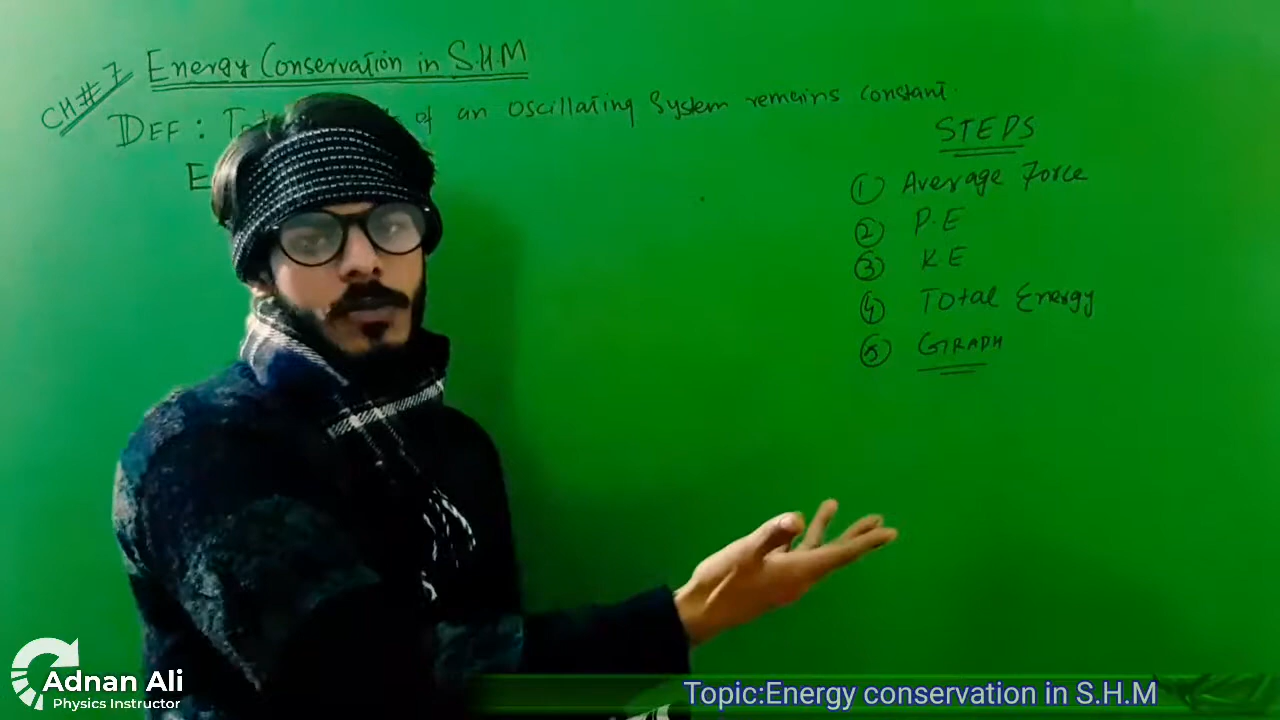 CH#7
Energy Conservation in S.H.M
DEF: of an oscillating System remains constant.
E
STEPS
① Average Force
② P.E
③ K E
④ Total Energy
⑤ GRAPH
Adnan Ali
Physics Instructor
Topic:Energy conservation in S.H.M